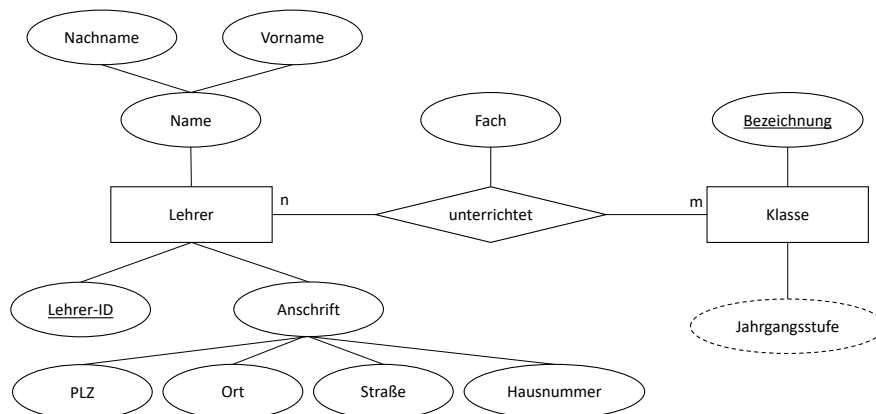 Nachname
Vorname
Name
Fach
Bezeichnung
Lehrer
n
unterrichtet
m
Klasse
Lehrer-ID
Anschrift
Jahrgangsstufe
PLZ
Ort
Straße
Hausnummer